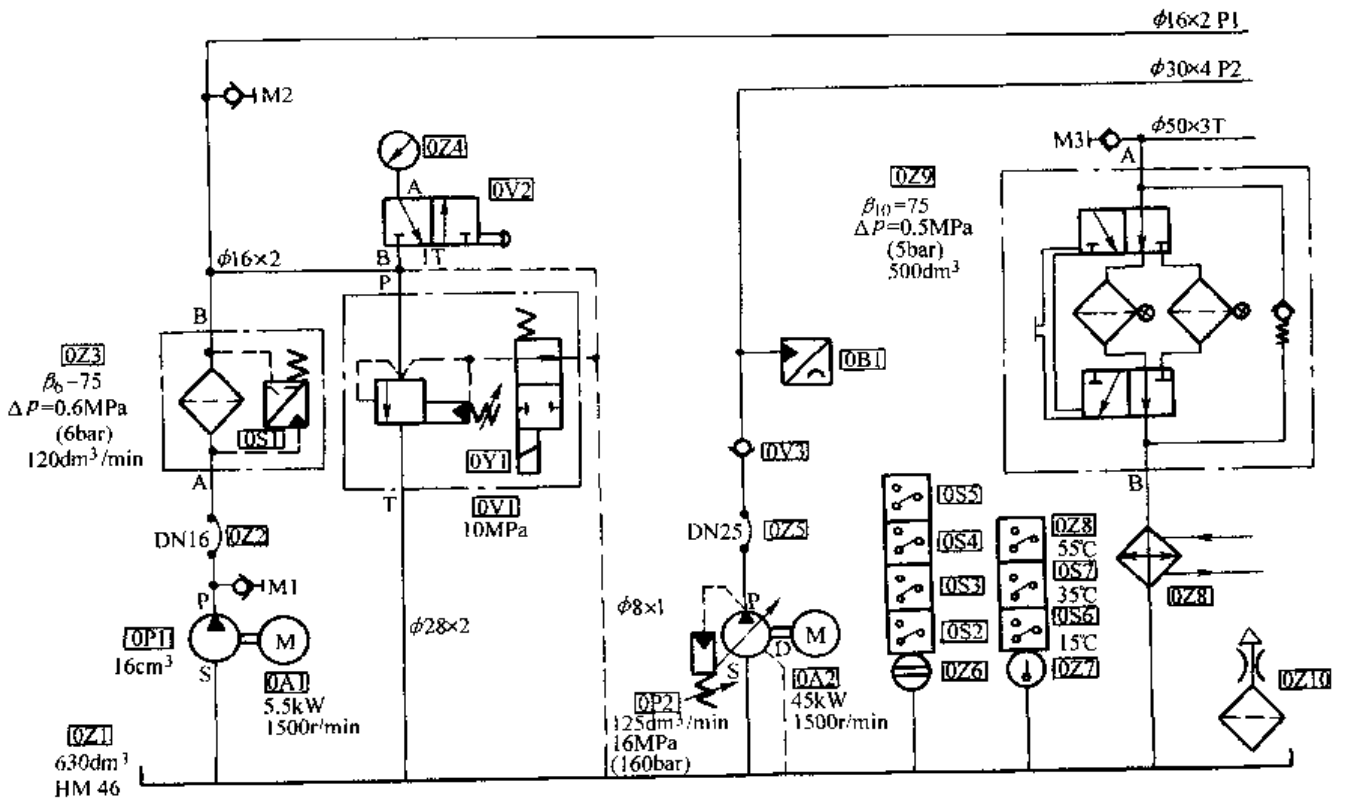 ϕ16×2 P1
ϕ30×4 P2
M2
M3
ϕ50×3T
A
0Z4
A
0V2
0Z9
β10=75
ΔP=0.5MPa
(5bar)
500dm³
B
1T
ϕ16×2
P
B
0Z3
β6-75
ΔP=0.6MPa
(6bar)
120dm³/min
0S1
A
0B1
0Y1
T
0V1
10MPa
0V3
B
DN16
0Z2
DN25
0Z5
0S5
0S4
0S3
0S2
0Z6
0Z8
55℃
0S7
35℃
0S6
15℃
0Z7
0Z8
M1
P
0P1
16cm³
M
S
0A1
5.5kW
1500r/min
ϕ28×2
ϕ8×1
P
M
D
S
0P2
125dm³/min
16MPa
(160bar)
0A2
45kW
1500r/min
0Z10
0Z1
630dm³
HM 46